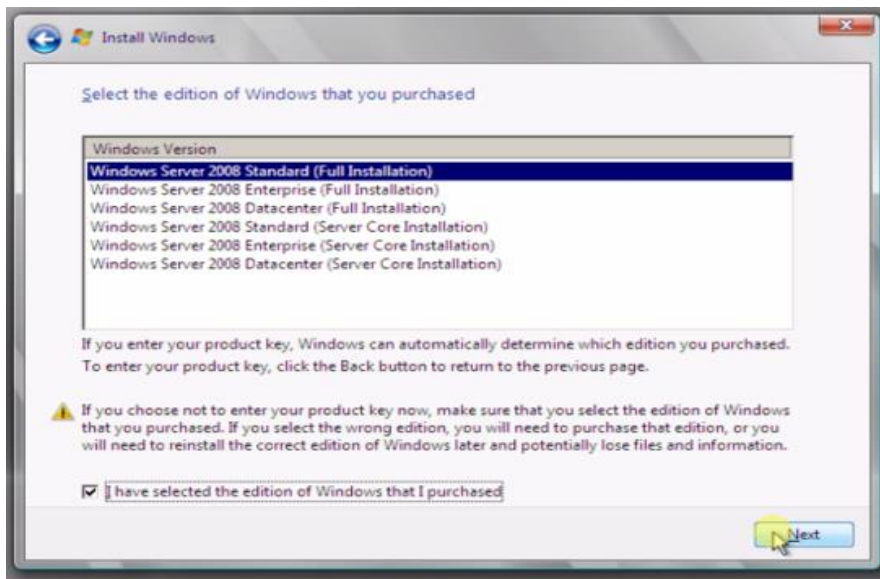 Install Windows
Select the edition of Windows that you purchased
Windows Version
Windows Server 2008 Standard (Full Installation)
Windows Server 2008 Enterprise (Full Installation)
Windows Server 2008 Datacenter (Full Installation)
Windows Server 2008 Standard (Server Core Installation)
Windows Server 2008 Enterprise (Server Core Installation)
Windows Server 2008 Datacenter (Server Core Installation)
If you enter your product key, Windows can automatically determine which edition you purchased.
To enter your product key, click the Back button to return to the previous page.
If you choose not to enter your product key now, make sure that you select the edition of Windows
that you purchased. If you select the wrong edition, you will need to purchase that edition, or you
will need to reinstall the correct edition of Windows later and potentially lose files and information.
I have selected the edition of Windows that I purchased
Next